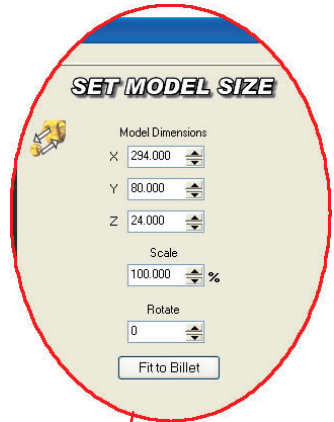 SET MODEL SIZE
Model Dimensions
X 294.000
Y 80.000
Z 24.000
Scale
100.000 %
Rotate
0
Fit to Billet